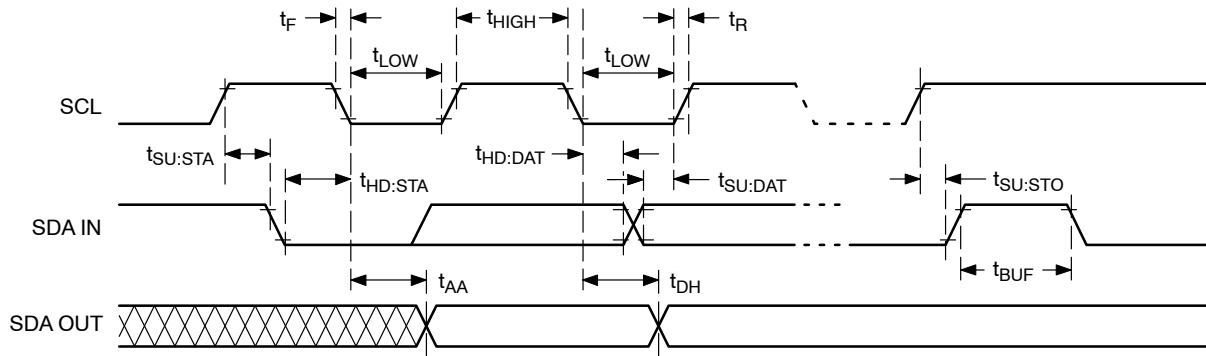 tF
tHIGH
tR
tLOW
tLOW
SCL
tSU:STA
tHD:STA
tHD:DAT
tSU:DAT
tSU:STO
SDA IN
tBUF
tAA
tDH
SDA OUT